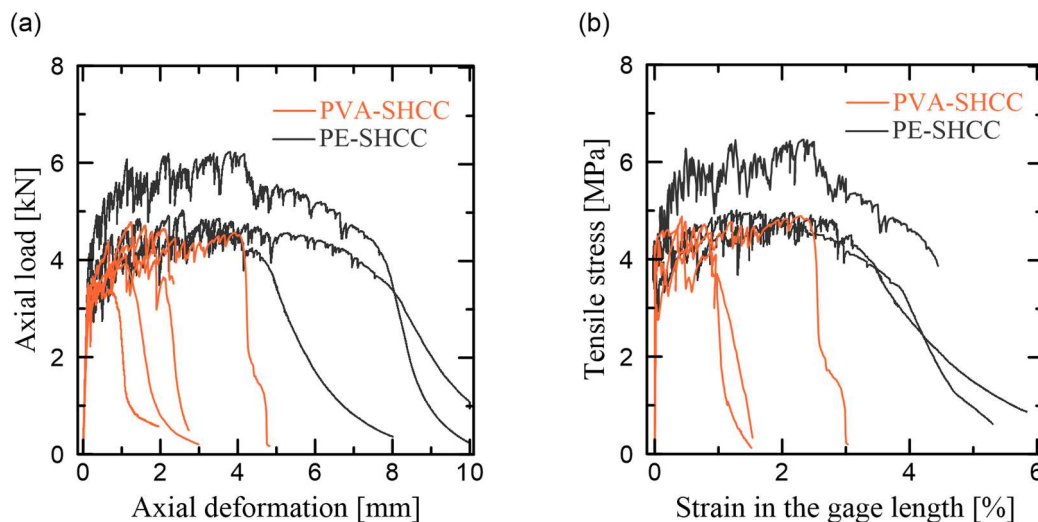 (a)
8
6
4
2
0
0 2 4 6 8 10
Axial load [kN]
Axial deformation [mm]
PVA-SHCC
PE-SHCC
(b)
8
6
4
2
0
0 2 4 6
Tensile stress [MPa]
Strain in the gage length [%]
PVA-SHCC
PE-SHCC